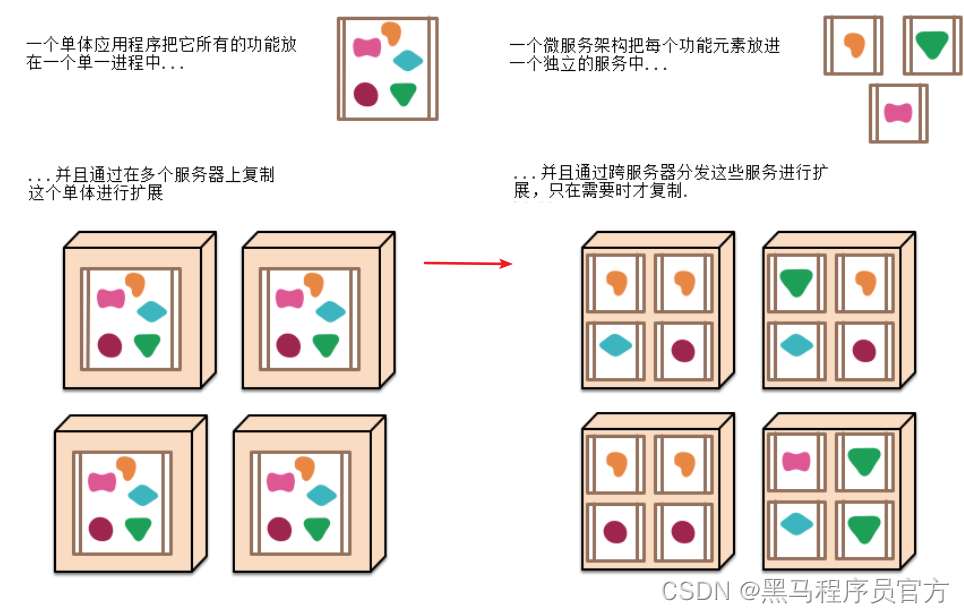 一个单体应用程序把它所有的功能放
在一个单一进程中...
一个微服务架构把每个功能元素放进
一个独立的服务中...
...并且通过在多个服务器上复制
这个单体进行扩展
...并且通过跨服务器分发这些服务进行扩
展，只在需要时才复制.
CSDN @黑马程序员官方